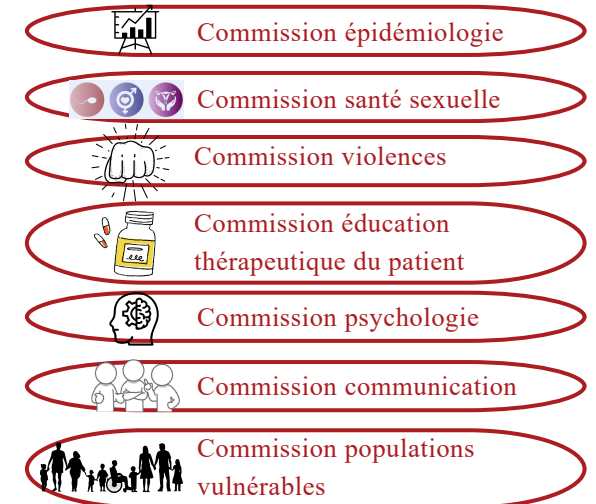 Commission épidémiologie
Commission santé sexuelle
Commission violences
Commission éducation
thérapeutique du patient
Commission psychologie
Commission communication
Commission populations
vulnérables